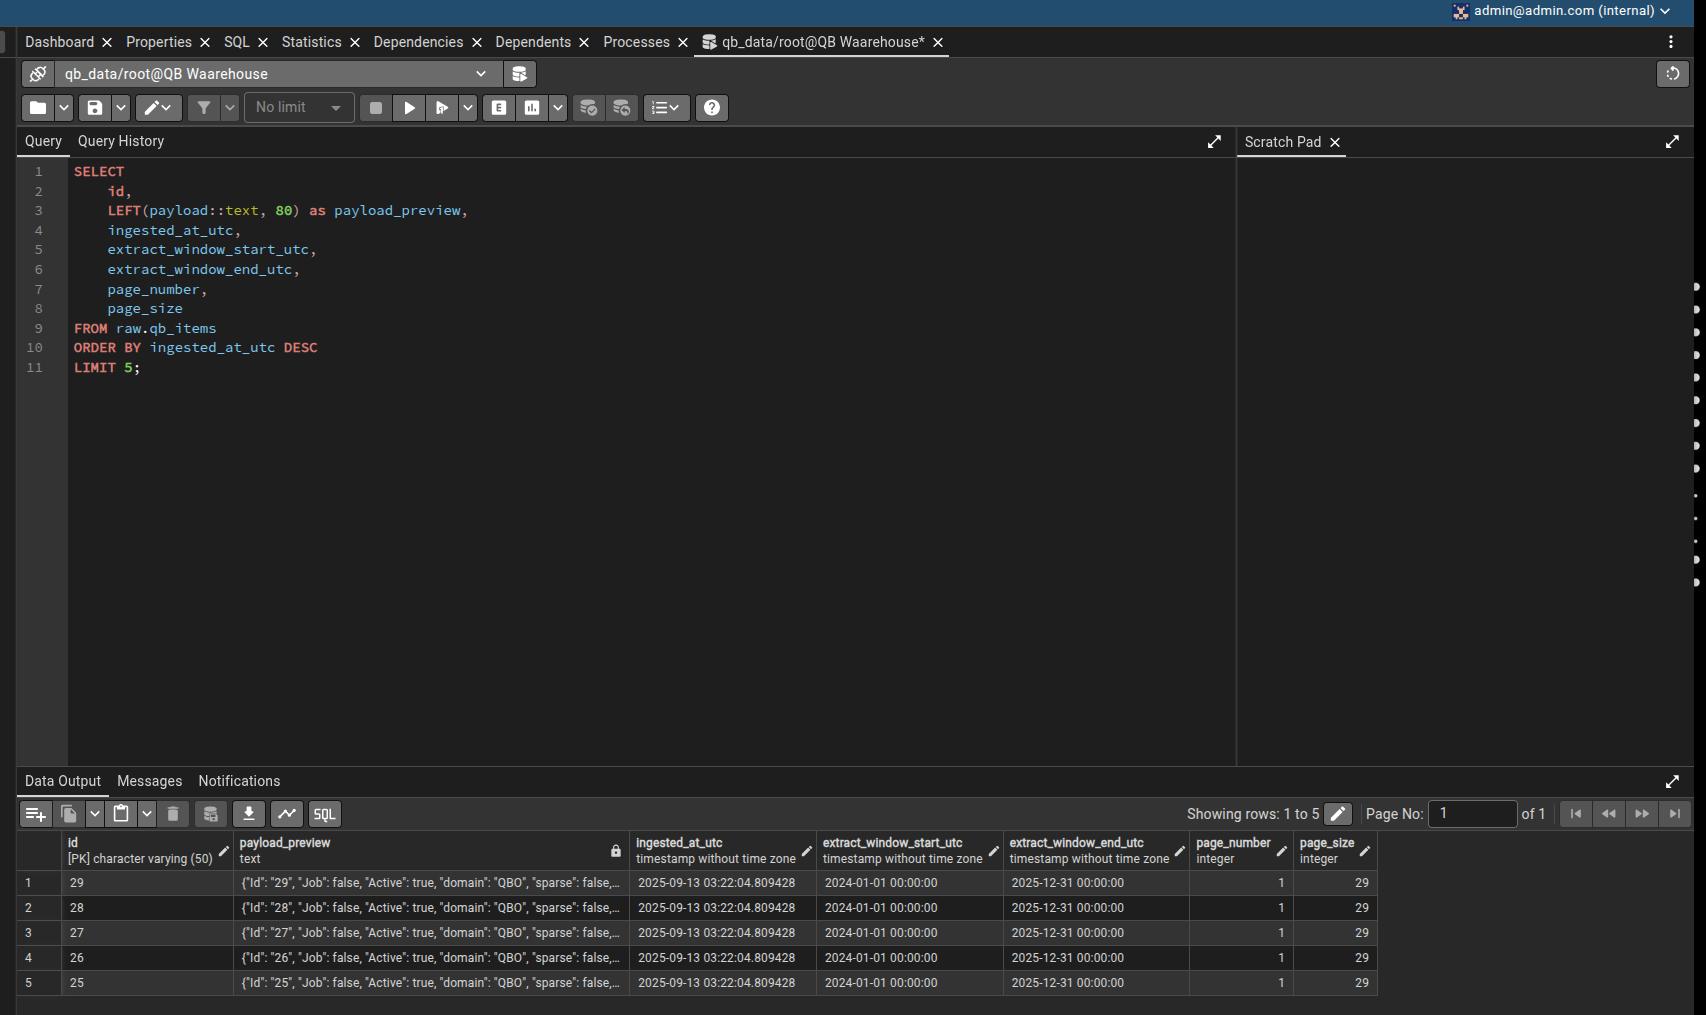 admin@admin.com (internal)
Dashboard Properties SQL Statistics Dependencies Dependents Processes qb_data/root@QB Waarehouse*
qb_data/root@QB Waarehouse
No limit
E
Query Query History
Scratch Pad
1 SELECT
2 id,
3 LEFT(payload::text, 80) as payload_preview,
4 ingested_at_utc,
5 extract_window_start_utc,
6 extract_window_end_utc,
7 page_number,
8 page_size
9 FROM raw.qb_items
10 ORDER BY ingested_at_utc DESC
11 LIMIT 5;
Data Output Messages Notifications
SQL Showing rows: 1 to 5 Page No: 1 of 1
id payload_preview ingested_at_utc extract_window_start_utc extract_window_end_utc page_number page_size
[PK] character varying (50) text timestamp without time zone timestamp without time zone timestamp without time zone integer integer
1 29 {"Id": "29", "Job": false, "Active": true, "domain": "QBO", "sparse": false,... 2025-09-13 03:22:04.809428 2024-01-01 00:00:00 2025-12-31 00:00:00 1 29
2 28 {"Id": "28", "Job": false, "Active": true, "domain": "QBO", "sparse": false,... 2025-09-13 03:22:04.809428 2024-01-01 00:00:00 2025-12-31 00:00:00 1 29
3 27 {"Id": "27", "Job": false, "Active": true, "domain": "QBO", "sparse": false,... 2025-09-13 03:22:04.809428 2024-01-01 00:00:00 2025-12-31 00:00:00 1 29
4 26 {"Id": "26", "Job": false, "Active": true, "domain": "QBO", "sparse": false,... 2025-09-13 03:22:04.809428 2024-01-01 00:00:00 2025-12-31 00:00:00 1 29
5 25 {"Id": "25", "Job": false, "Active": true, "domain": "QBO", "sparse": false,... 2025-09-13 03:22:04.809428 2024-01-01 00:00:00 2025-12-31 00:00:00 1 29